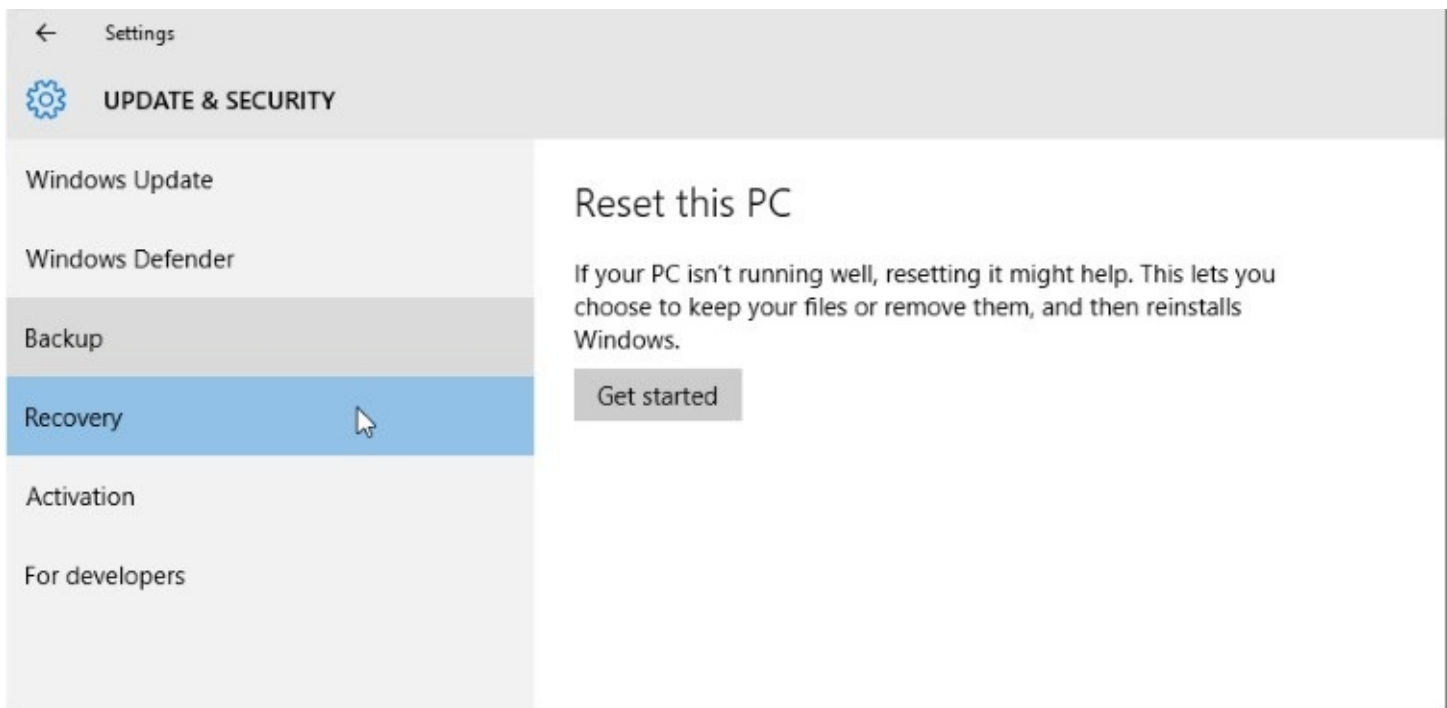 Settings
UPDATE & SECURITY
Windows Update
Windows Defender
Backup
Recovery
Activation
For developers
Reset this PC
If your PC isn’t running well, resetting it might help. This lets you
choose to keep your files or remove them, and then reinstalls
Windows.
Get started